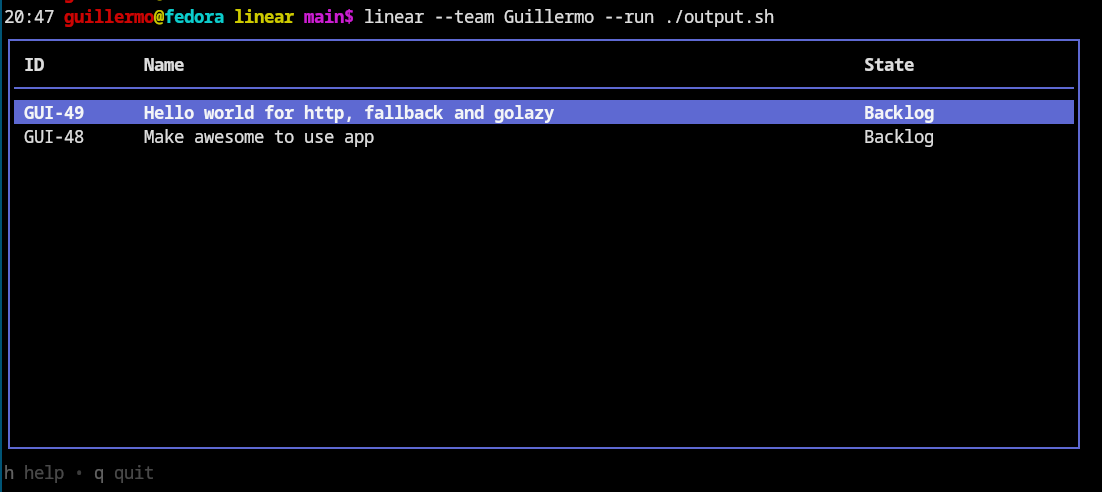 20:47 guillermo@fedora linear main$ linear --team Guillermo --run ./output.sh
ID Name State
GUI-49 Hello world for http, fallback and golazy Backlog
GUI-48 Make awesome to use app Backlog
h help • q quit